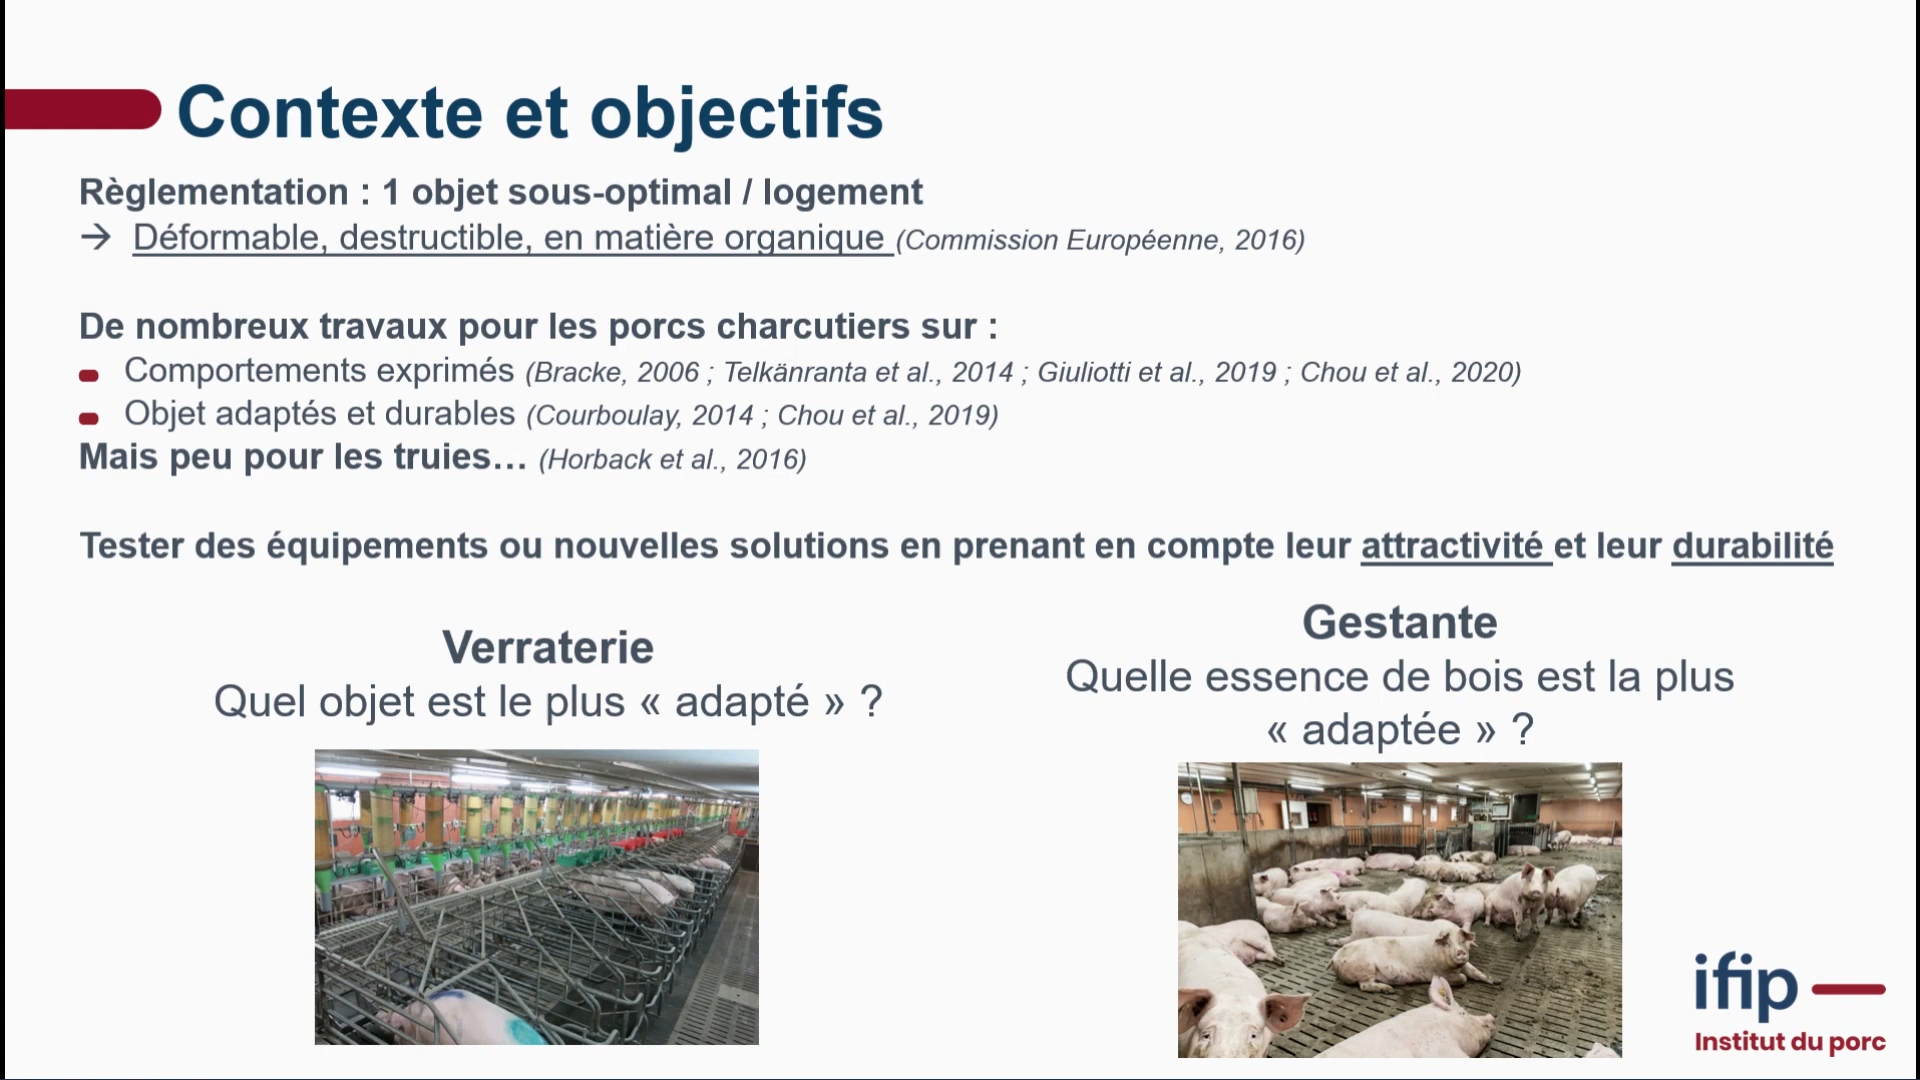 Contexte et objectifs
Règlementation : 1 objet sous-optimal / logement
→ Déformable, destructible, en matière organique (Commission Européenne, 2016)
De nombreux travaux pour les porcs charcutiers sur :
Comportements exprimés (Bracke, 2006 ; Telkänranta et al., 2014 ; Giuliotti et al., 2019 ; Chou et al., 2020)
Objet adaptés et durables (Courboulay, 2014 ; Chou et al., 2019)
Mais peu pour les truies… (Horback et al., 2016)
Tester des équipements ou nouvelles solutions en prenant en compte leur attractivité et leur durabilité
Verraterie
Quel objet est le plus « adapté » ?
Gestante
Quelle essence de bois est la plus
« adaptée » ?
ifip
Institut du porc